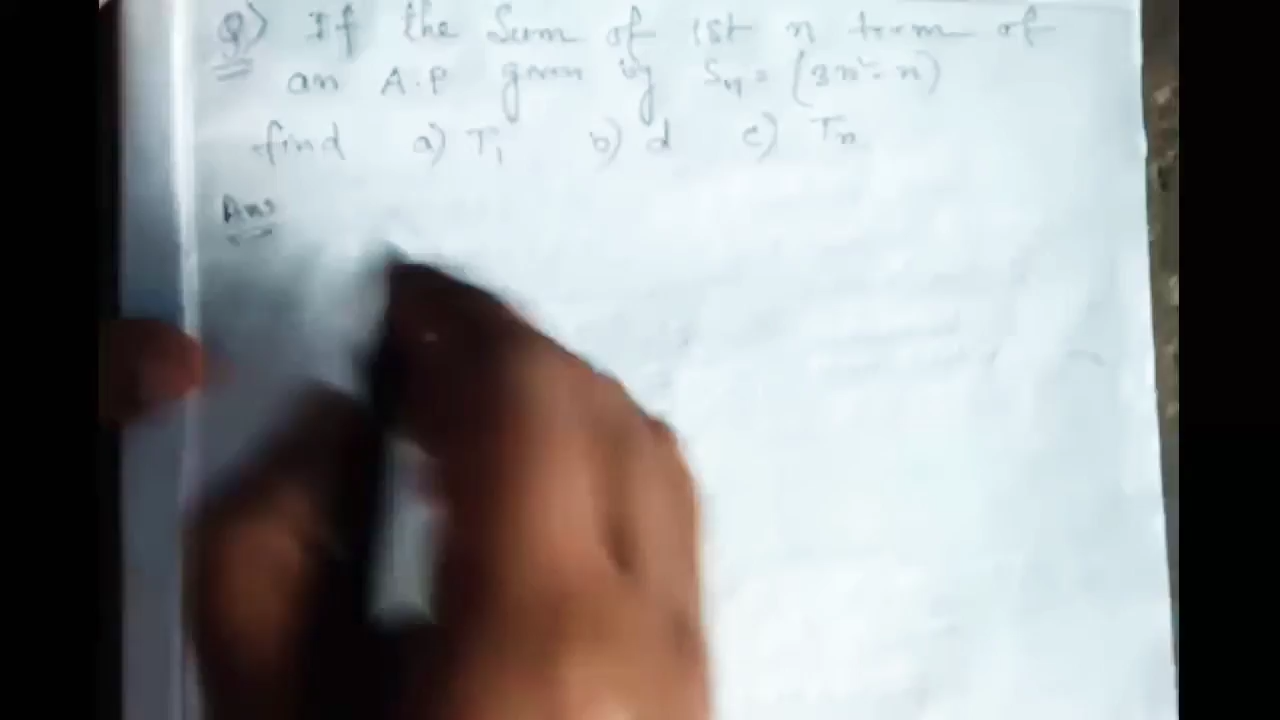 Q) If the Sum of 1st n term of
an A.P given by Sn = (3n² - n)
find a) T₁ b) d c) Tn
Ans